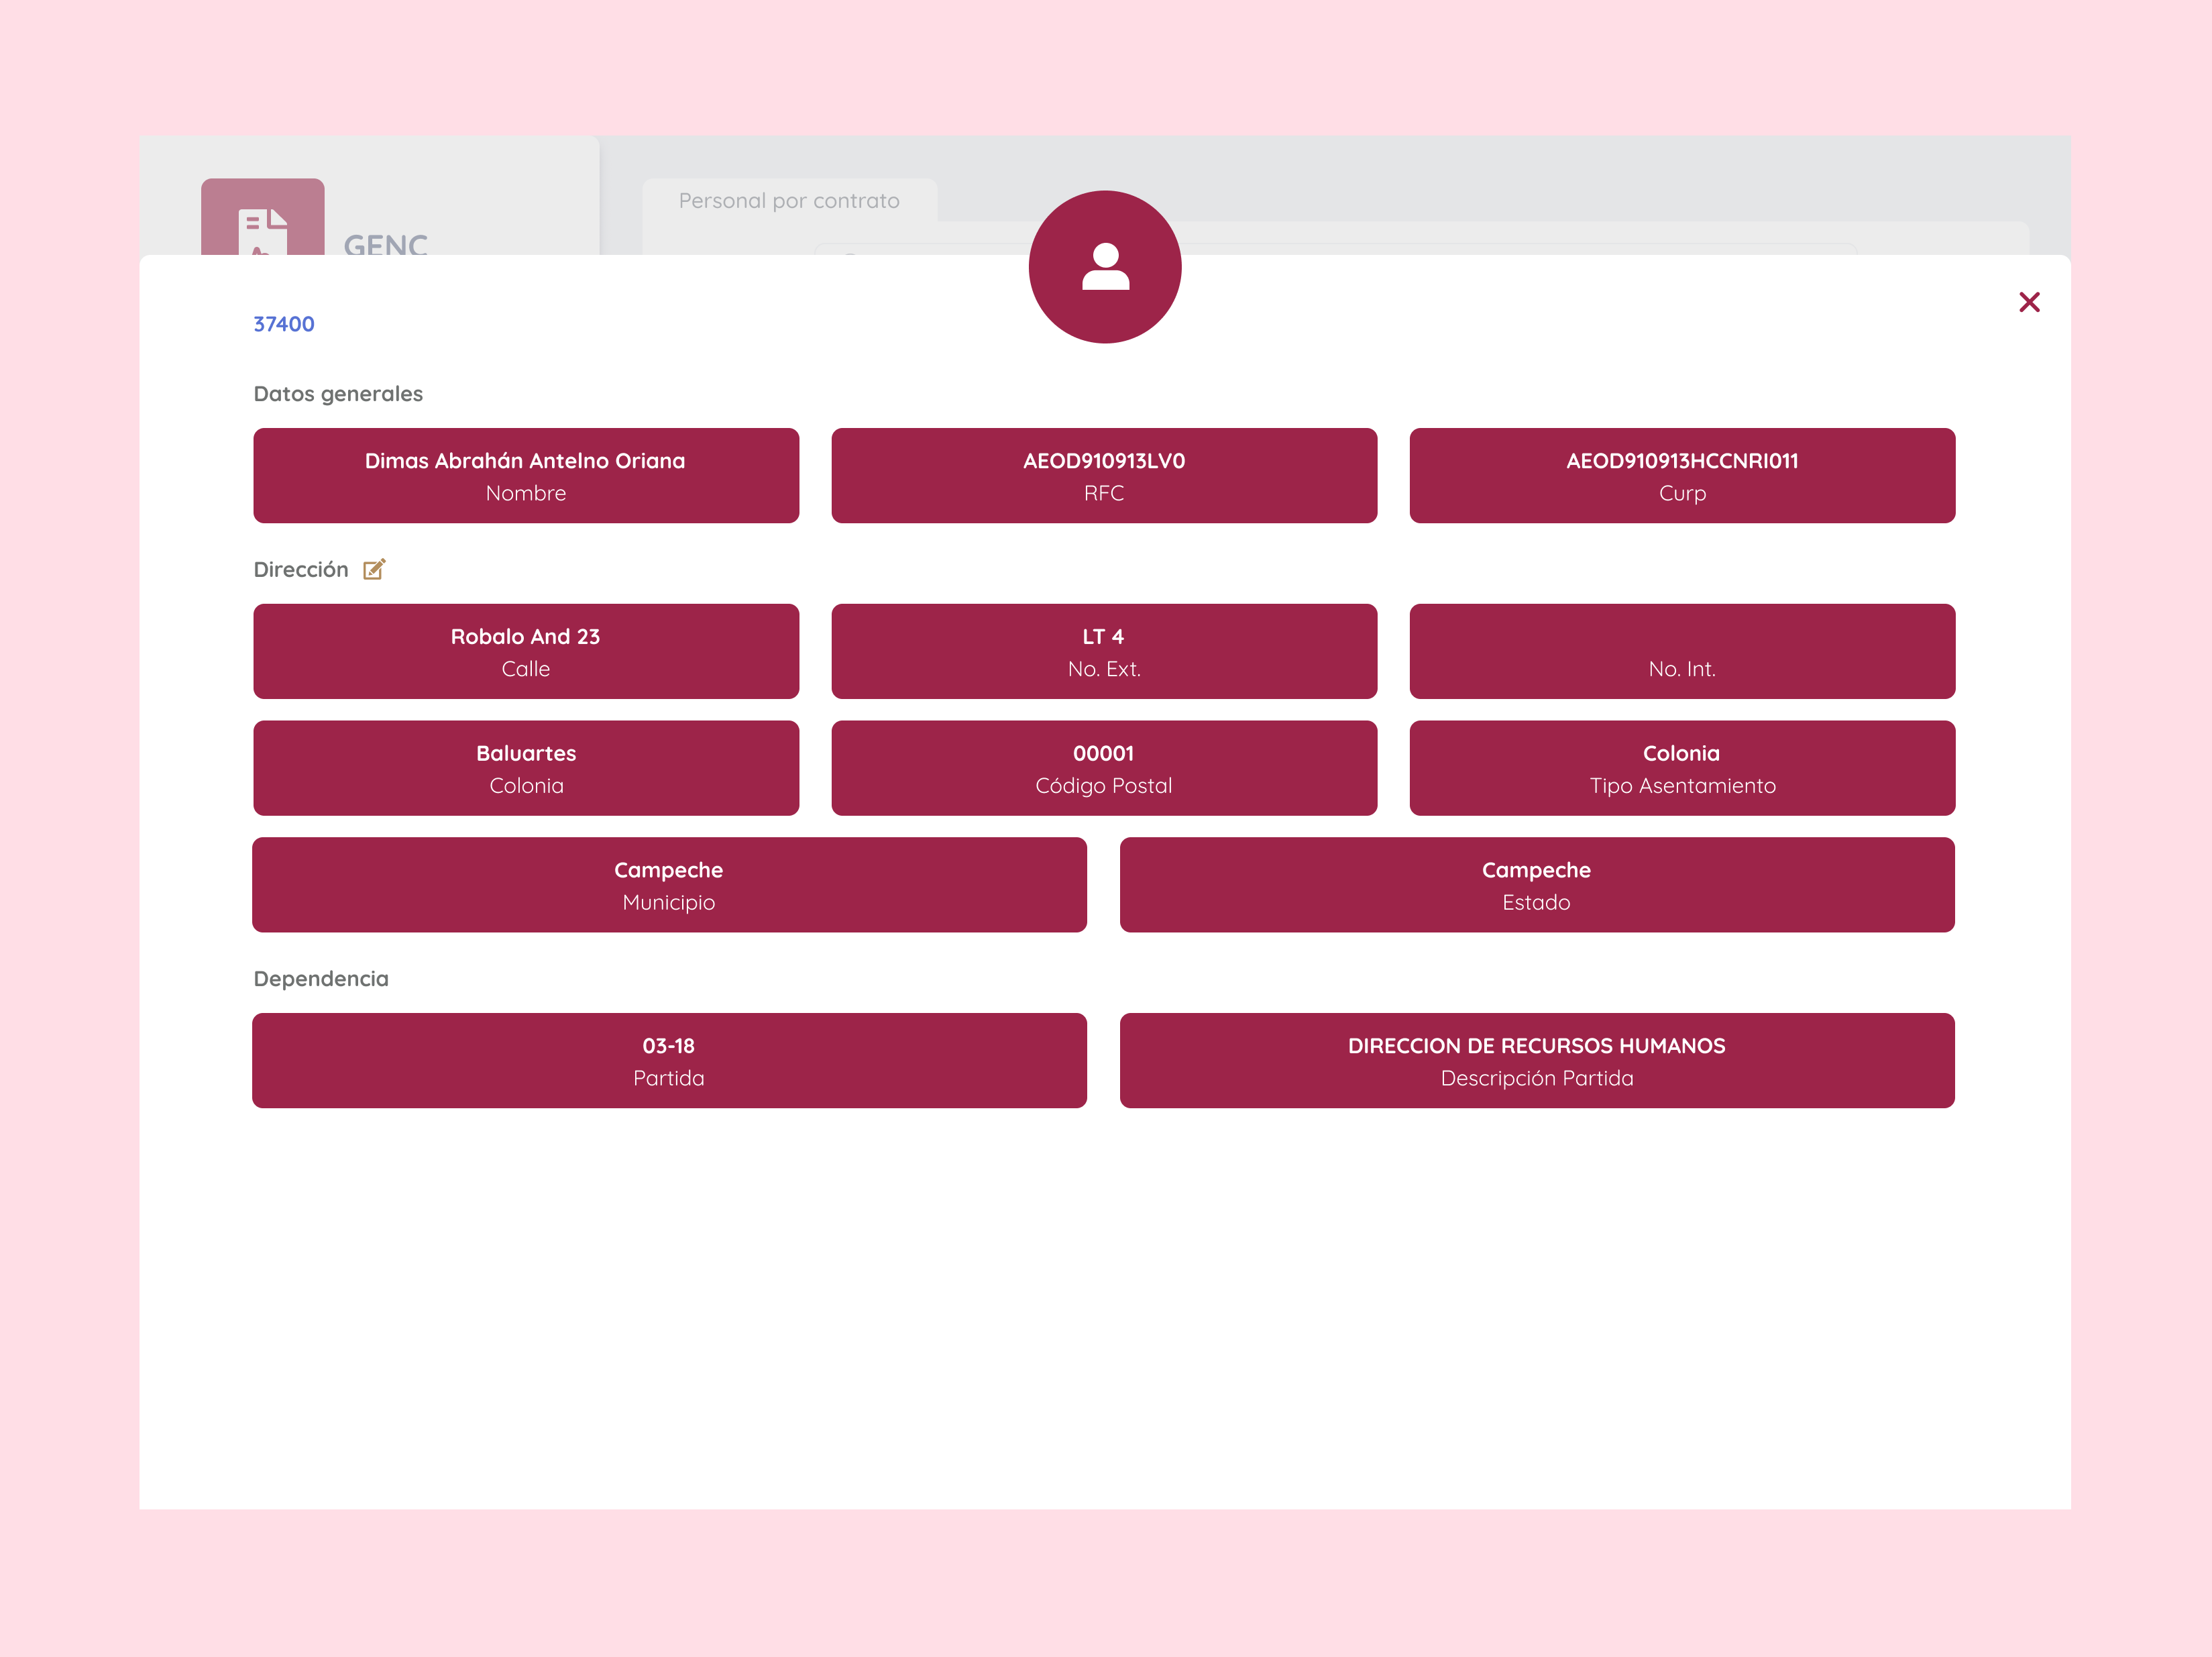 GENC
Personal por contrato
37400
Datos generales
Dimas Abrahán Antelno Oriana
Nombre
AEOD910913LV0
RFC
AEOD910913HCCNRI011
Curp
Dirección
Robalo And 23
Calle
LT 4
No. Ext.
No. Int.
Baluartes
Colonia
00001
Código Postal
Colonia
Tipo Asentamiento
Campeche
Municipio
Campeche
Estado
Dependencia
03-18
Partida
DIRECCION DE RECURSOS HUMANOS
Descripción Partida